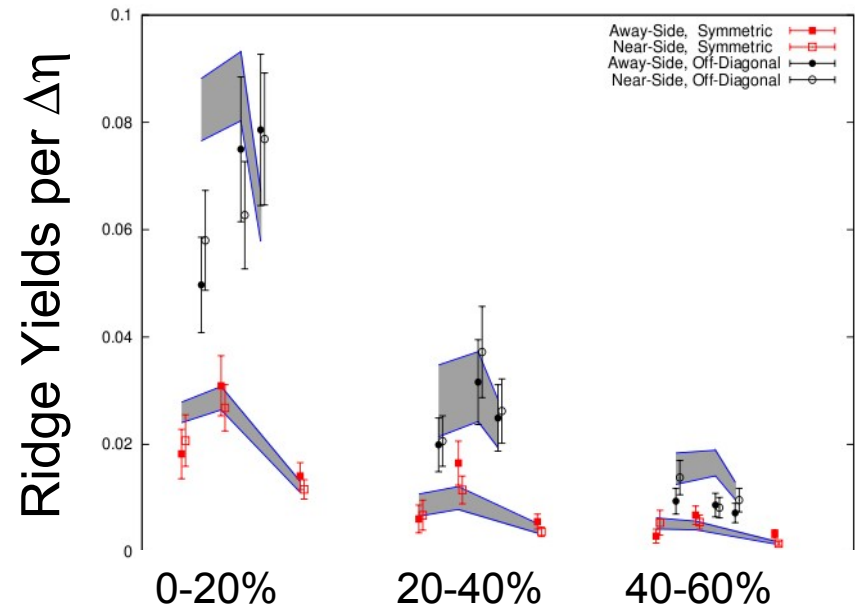 Ridge Yields per Δη
0.1
0.08
0.06
0.04
0.02
0
Away-Side, Symmetric
Near-Side, Symmetric
Away-Side, Off-Diagonal
Near-Side, Off-Diagonal
0-20% 20-40% 40-60%